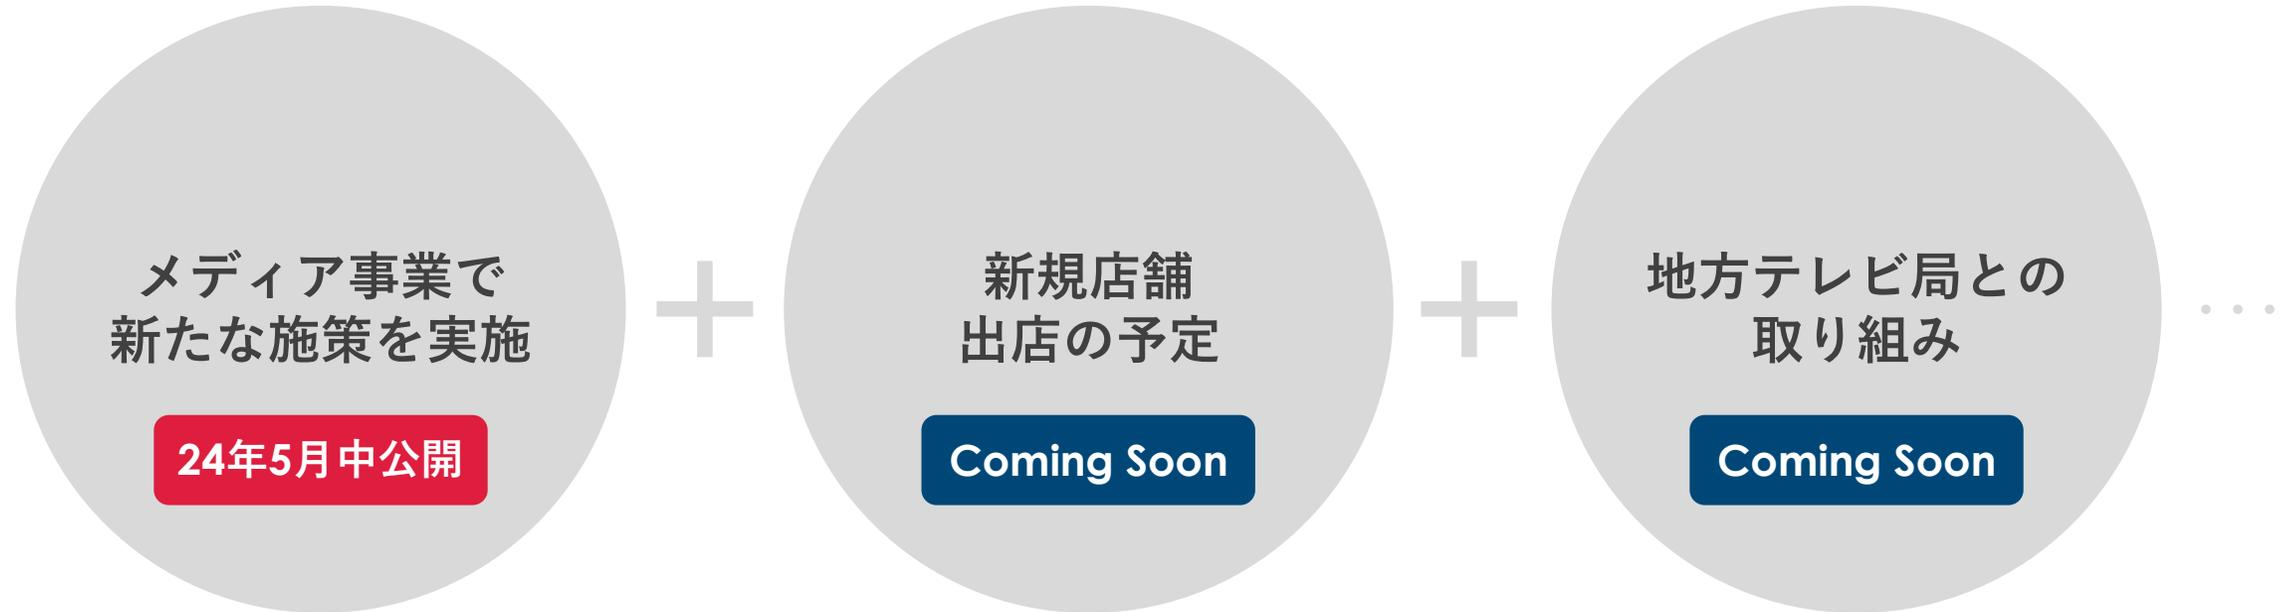 メディア事業で
新たな施策を実施
24年5月中公開
新規店舗
出店の予定
Coming Soon
地方テレビ局との
取り組み
Coming Soon